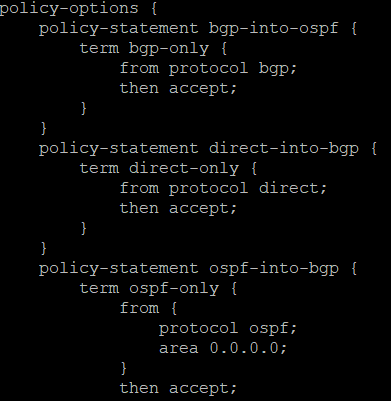 policy-options {
    policy-statement bgp-into-ospf {
        term bgp-only {
            from protocol bgp;
            then accept;
        }
    }
    policy-statement direct-into-bgp {
        term direct-only {
            from protocol direct;
            then accept;
        }
    }
    policy-statement ospf-into-bgp {
        term ospf-only {
            from {
                protocol ospf;
                area 0.0.0.0;
            }
            then accept;